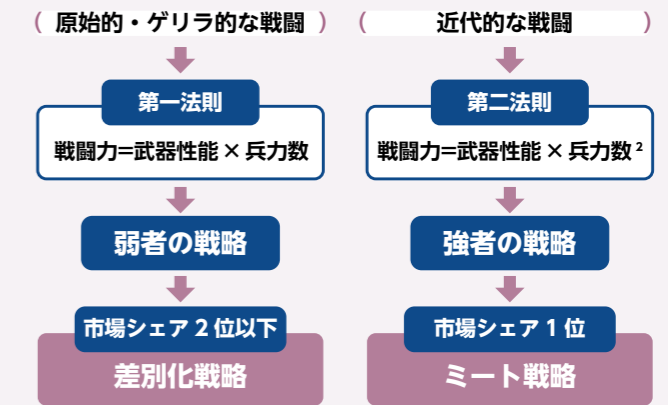 (原始的・ゲリラ的な戦闘)
第一法則
戦闘力=武器性能×兵力数
弱者の戦略
市場シェア2位以下
差別化戦略
(近代的な戦闘)
第二法則
戦闘力=武器性能×兵力数²
強者の戦略
市場シェア1位
ミート戦略